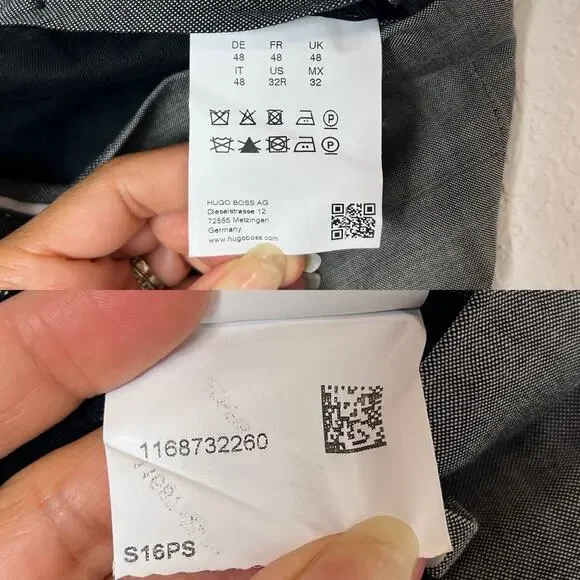 DE FR UK
48 48 48
IT US MX
48 32R 32
P
P
HUGO BOSS AG
Dieselstrasse 12
72555 Metzingen
Germany
www.hugoboss.com
1168732260
S16PS